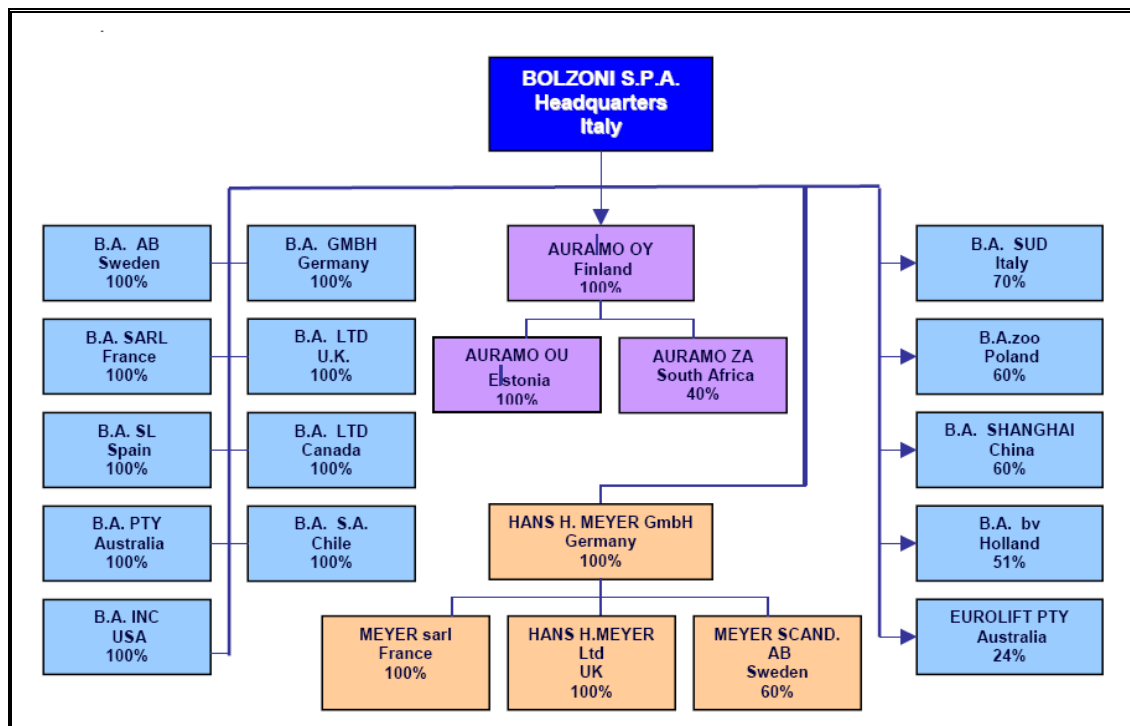 BOLZONI S.P.A.
Headquarters
Italy
B.A. AB
Sweden
100%
B.A. GMBH
Germany
100%
AURAMO OY
Finland
100%
B.A. SUD
Italy
70%
B.A. SARL
France
100%
B.A. LTD
U.K.
100%
AURAMO OU
Estonia
100%
AURAMO ZA
South Africa
40%
B.A.zoo
Poland
60%
B.A. SL
Spain
100%
B.A. LTD
Canada
100%
B.A. SHANGHAI
China
60%
B.A. PTY
Australia
100%
B.A. S.A.
Chile
100%
HANS H. MEYER GmbH
Germany
100%
B.A. bv
Holland
51%
B.A. INC
USA
100%
MEYER sarl
France
100%
HANS H.MEYER
Ltd
UK
100%
MEYER SCAND.
AB
Sweden
60%
EUROLIFT PTY
Australia
24%